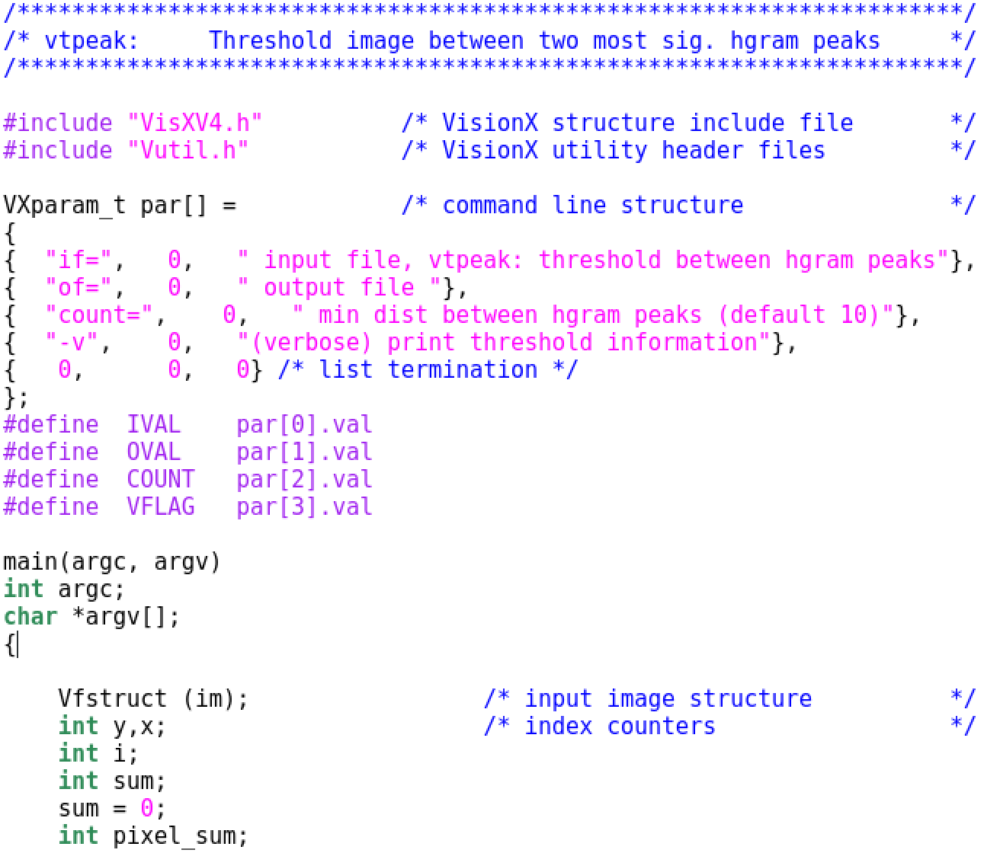 /*********************************************************************/
/* vtpeak:     Threshold image between two most sig. hgram peaks     */
/*********************************************************************/

#include "VisXV4.h"          /* VisionX structure include file       */
#include "Vutil.h"           /* VisionX utility header files         */

VXparam_t par[] =            /* command line structure               */
{
{  "if=",   0,   " input file, vtpeak: threshold between hgram peaks"},
{  "of=",   0,   " output file "},
{  "count=",    0,   " min dist between hgram peaks (default 10)"},
{  "-v",    0,   "(verbose) print threshold information"},
{   0,      0,   0} /* list termination */
};
#define  IVAL    par[0].val
#define  OVAL    par[1].val
#define  COUNT   par[2].val
#define  VFLAG   par[3].val

main(argc, argv)
int argc;
char *argv[];
{

    Vfstruct (im);                 /* input image structure          */
    int y,x;                       /* index counters                 */
    int i;
    int sum;
    sum = 0;
    int pixel_sum;